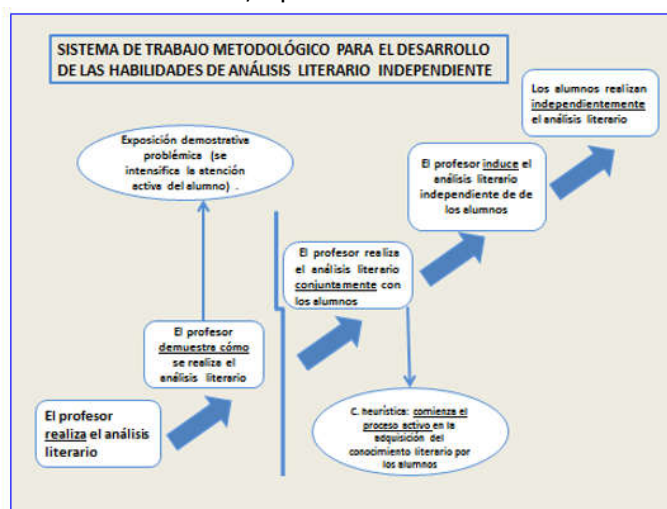 SISTEMA DE TRABAJO METODOLÓGICO PARA EL DESARROLLO
DE LAS HABILIDADES DE ANÁLISIS LITERARIO INDEPENDIENTE
Los alumnos realizan
independientemente
el análisis literario
Exposición demostrativa
problémica (se
intensifica la atención
activa del alumno) .
El profesor induce el
análisis literario
independiente de de
los alumnos
El profesor realiza
el análisis literario
conjuntamente con
los alumnos
El profesor
demuestra cómo
se realiza el
análisis literario
El profesor
realiza el análisis
literario
C. heurística: comienza el
proceso activo en la
adquisición del
conocimiento literario por
los alumnos